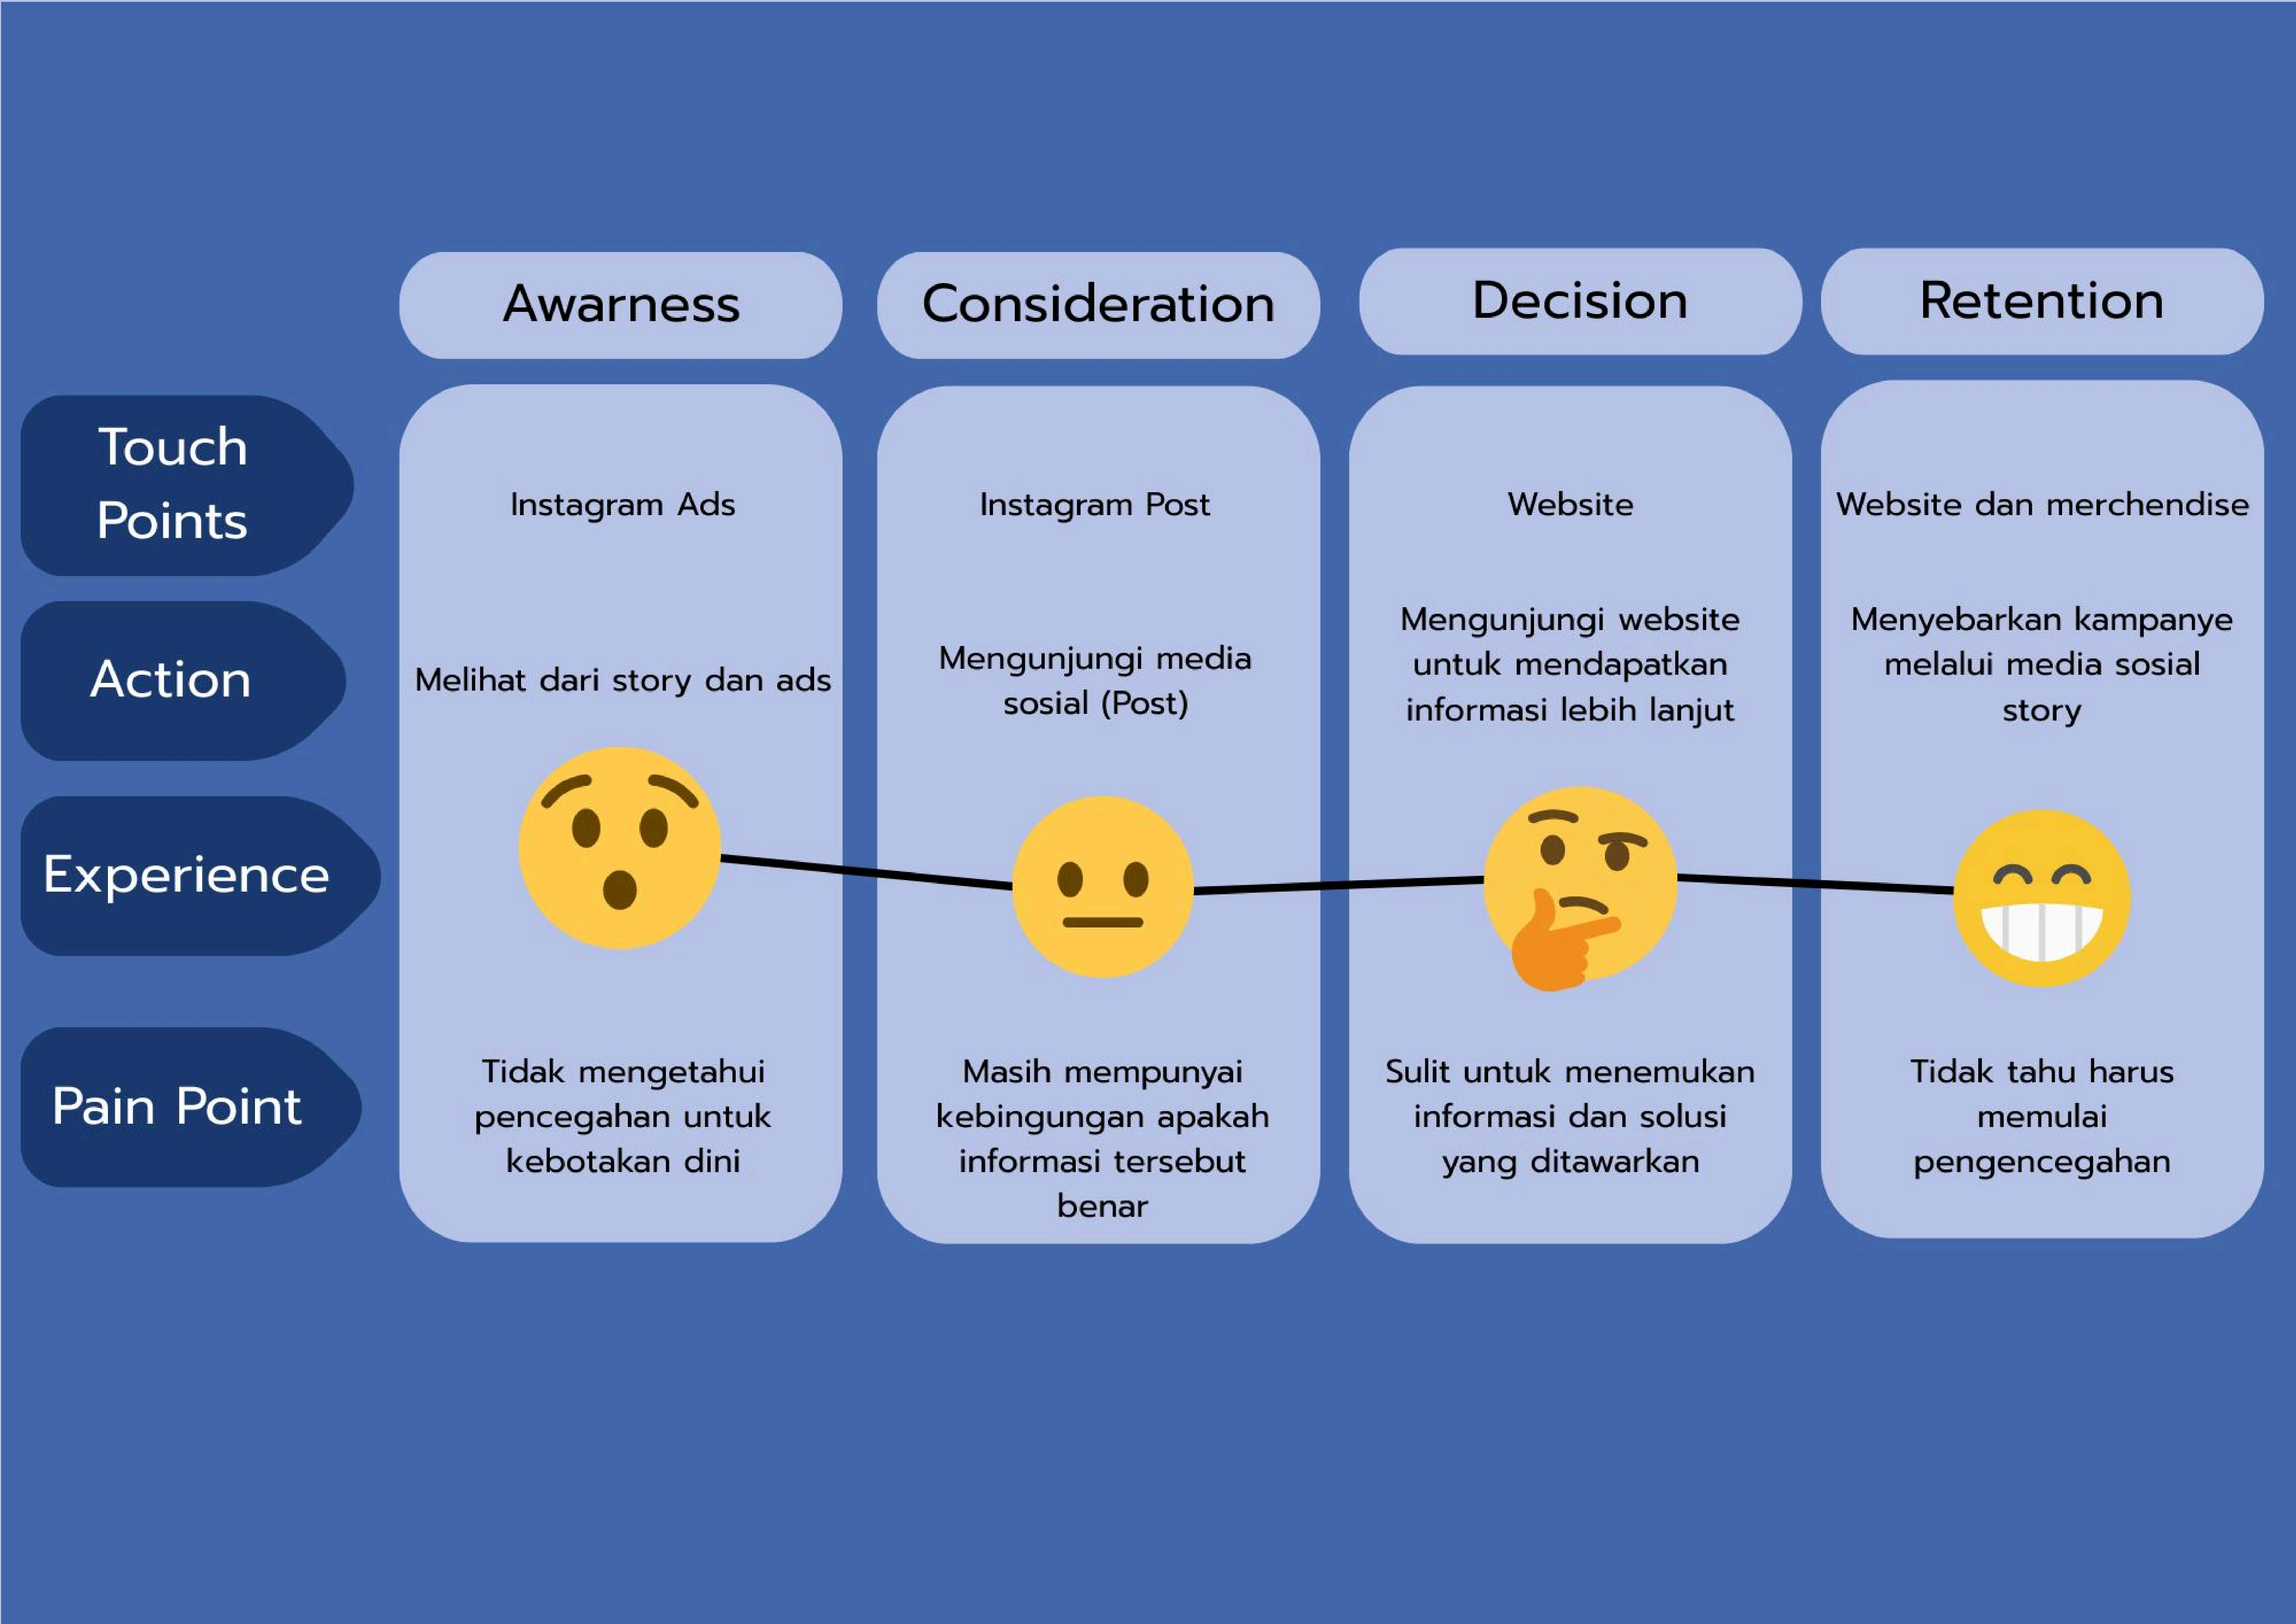 Awarness
Consideration
Decision
Retention
Touch
Points
Instagram Ads
Instagram Post
Website
Website dan merchendise
Action
Melihat dari story dan ads
Mengunjungi media
sosial (Post)
Mengunjungi website
untuk mendapatkan
informasi lebih lanjut
Menyebarkan kampanye
melalui media sosial
story
Experience
Pain Point
Tidak mengetahui
pencegahan untuk
kebotakan dini
Masih mempunyai
kebingungan apakah
informasi tersebut
benar
Sulit untuk menemukan
informasi dan solusi
yang ditawarkan
Tidak tahu harus
memulai
pengencegahan